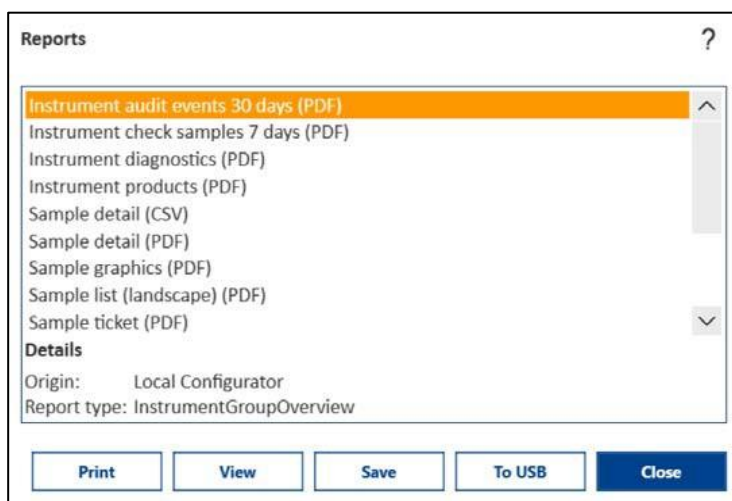 Reports ?
Instrument audit events 30 days (PDF)
Instrument check samples 7 days (PDF)
Instrument diagnostics (PDF)
Instrument products (PDF)
Sample detail (CSV)
Sample detail (PDF)
Sample graphics (PDF)
Sample list (landscape) (PDF)
Sample ticket (PDF)
Details
Origin: Local Configurator
Report type: InstrumentGroupOverview
Print View Save To USB Close